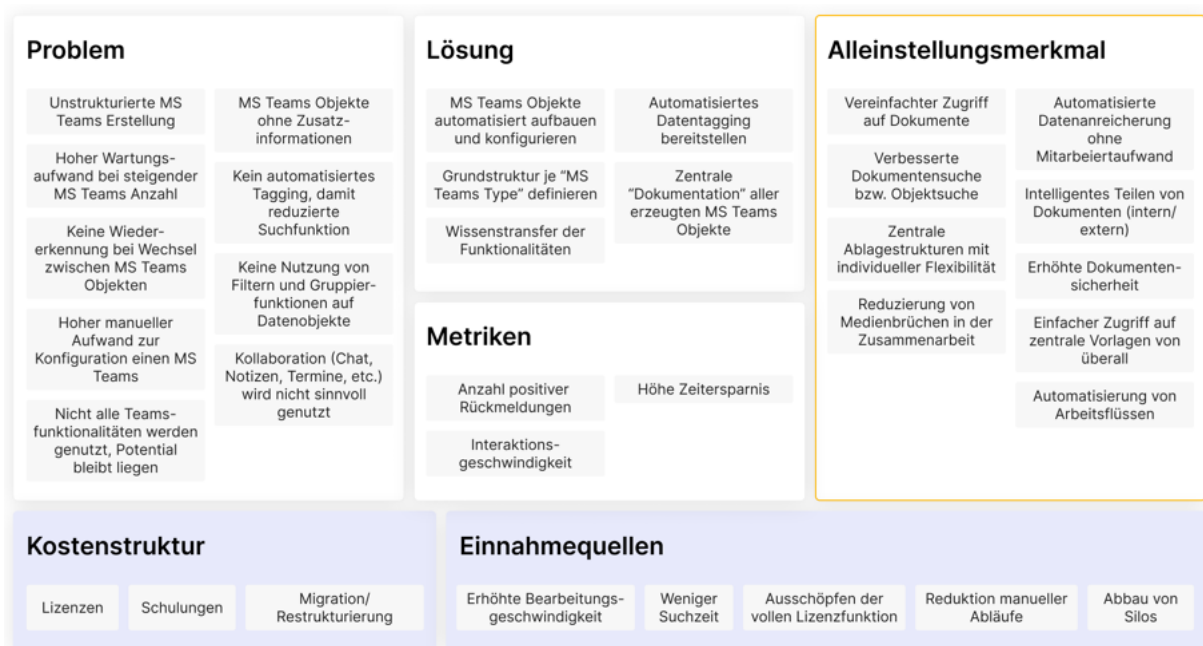 Problem
Unstrukturierte MS
Teams Erstellung
Hoher Wartungs-
aufwand bei steigender
MS Teams Anzahl
Keine Wieder-
erkennung bei Wechsel
zwischen MS Teams
Objekten
Hoher manueller
Aufwand zur
Konfiguration einen MS
Teams
Nicht alle Teams-
funktionalitäten werden
genutzt, Potential
bleibt liegen
MS Teams Objekte
ohne Zusatz-
informationen
Kein automatisiertes
Tagging, damit
reduzierte
Suchfunktion
Keine Nutzung von
Filtern und Gruppier-
funktionen auf
Datenobjekte
Kollaboration (Chat,
Notizen, Termine, etc.)
wird nicht sinnvoll
genutzt
Lösung
MS Teams Objekte
automatisiert aufbauen
und konfigurieren
Grundstruktur je “MS
Teams Type” definieren
Wissenstransfer der
Funktionalitäten
Automatisiertes
Datentagging
bereitstellen
Zentrale
“Dokumentation” aller
erzeugten MS Teams
Objekte
Metriken
Anzahl positiver
Rückmeldungen
Interaktions-
geschwindigkeit
Höhe Zeitersparnis
Alleinstellungsmerkmal
Vereinfachter Zugriff
auf Dokumente
Verbesserte
Dokumentensuche
bzw. Objektsuche
Zentrale
Ablagestrukturen mit
individueller Flexibilität
Reduzierung von
Medienbrüchen in der
Zusammenarbeit
Automatisierte
Datenanreicherung
ohne
Mitarbeiertaufwand
Intelligentes Teilen von
Dokumenten (intern/
extern)
Erhöhte Dokumenten-
sicherheit
Einfacher Zugriff auf
zentrale Vorlagen von
überall
Automatisierung von
Arbeitsflüssen
Kostenstruktur
Lizenzen
Schulungen
Migration/
Restrukturierung
Einnahmequellen
Erhöhte Bearbeitungs-
geschwindigkeit
Weniger
Suchzeit
Ausschöpfen der
vollen Lizenzfunktion
Reduktion manueller
Abläufe
Abbau von
Silos